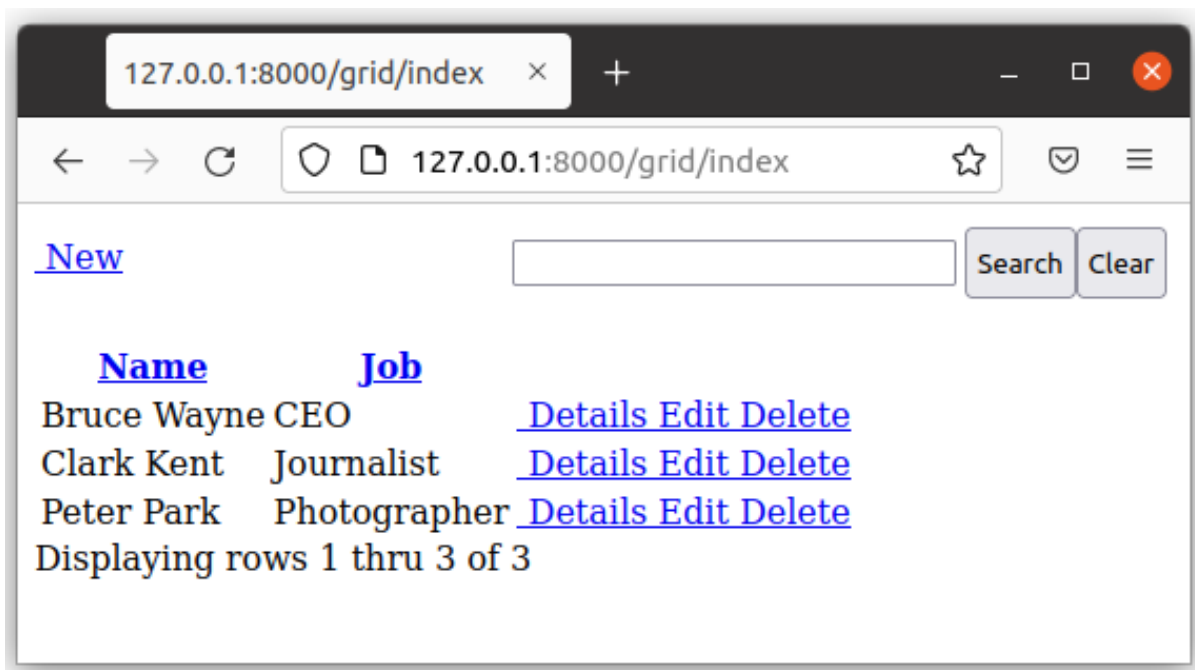 127.0.0.1:8000/grid/index
127.0.0.1:8000/grid/index
New Search Clear
Name Job
Bruce Wayne CEO Details Edit Delete
Clark Kent Journalist Details Edit Delete
Peter Park Photographer Details Edit Delete
Displaying rows 1 thru 3 of 3